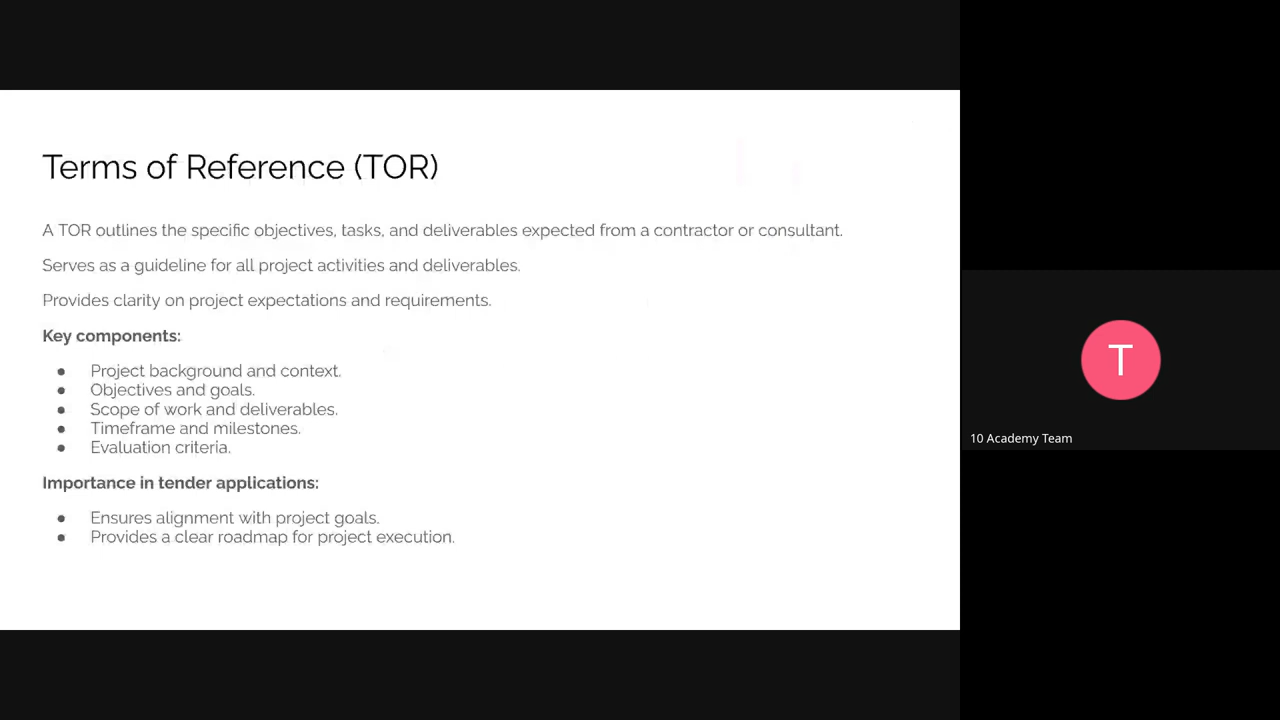 Terms of Reference (TOR)
A TOR outlines the specific objectives, tasks, and deliverables expected from a contractor or consultant.
Serves as a guideline for all project activities and deliverables.
Provides clarity on project expectations and requirements.
Key components:
● Project background and context.
● Objectives and goals.
● Scope of work and deliverables.
● Timeframe and milestones.
● Evaluation criteria.
Importance in tender applications:
● Ensures alignment with project goals.
● Provides a clear roadmap for project execution.
T
10 Academy Team